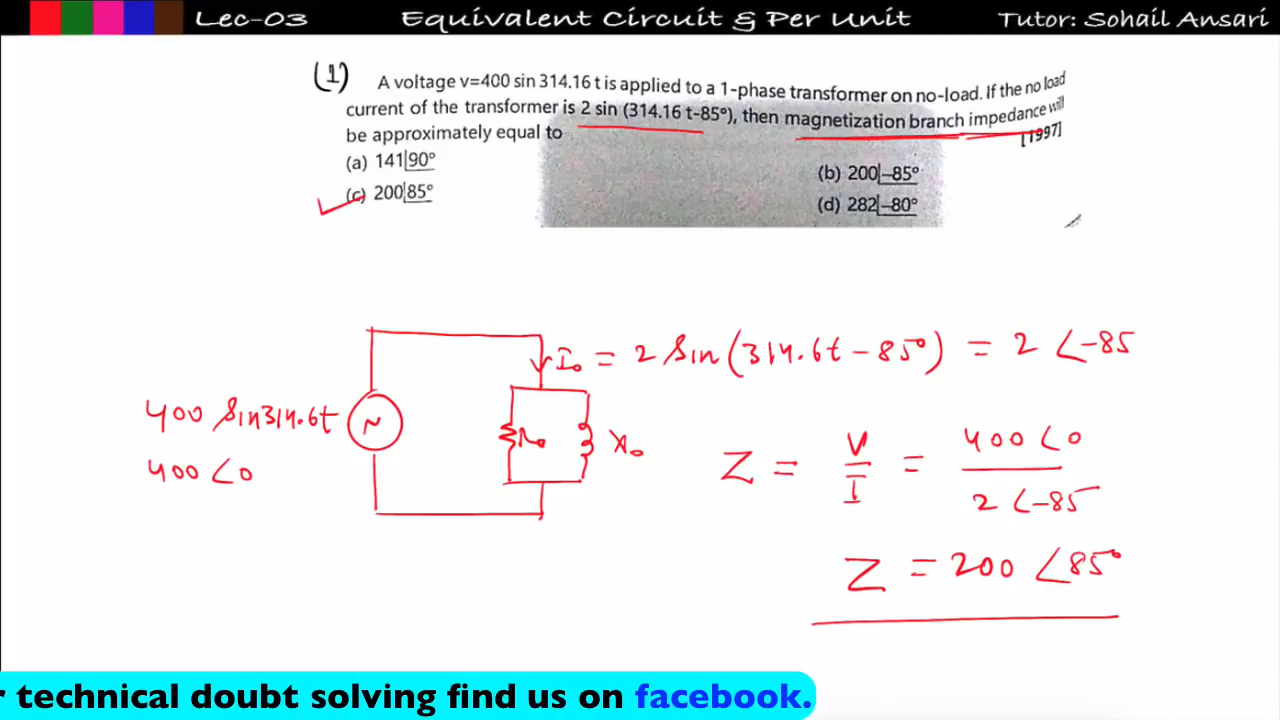 Lec-03 Equivalent Circuit & Per Unit Tutor: Sohail Ansari
(1) A voltage v=400 sin 314.16 t is applied to a 1-phase transformer on no-load. If the no load
current of the transformer is 2 sin (314.16 t-85°), then magnetization branch impedance will
be approximately equal to [1997]
(a) 141|90° (b) 200|-85°
(c) 200|85° (d) 282|-80°
I₀ = 2 Sin(314.6t - 85°) = 2 ∠-85
400 Sin314.6t ~ r₀ X₀
400 ∠0
Z = V/I = 400 ∠0 / 2 ∠-85
Z = 200 ∠85°
r technical doubt solving find us on facebook.